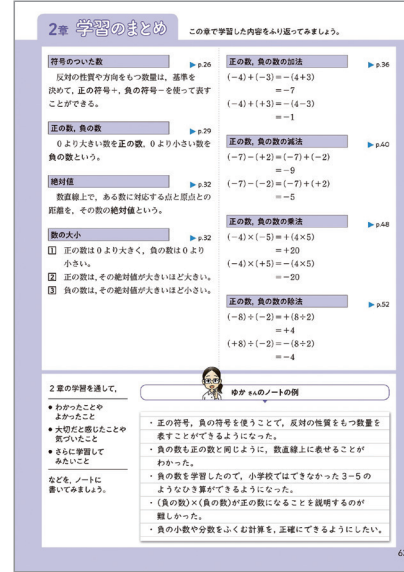 2章 学習のまとめ
この章で学習した内容をふり返ってみましょう。
符号のついた数
▶ p.26
反対の性質や方向をもつ数量は，基準を
決めて，正の符号＋，負の符号－を使って表す
ことができる。
正の数，負の数
▶ p.29
0より大きい数を正の数，0より小さい数を
負の数という。
絶対値
▶ p.32
数直線上で，ある数に対応する点と原点との
距離を，その数の絶対値という。
数の大小
▶ p.32
1 正の数は0より大きく，負の数は0より
小さい。
2 正の数は，その絶対値が大きいほど大きい。
3 負の数は，その絶対値が大きいほど小さい。
正の数，負の数の加法
▶ p.36
(−4)+(−3)=−(4+3)
=−7
(−4)+(+3)=−(4−3)
=−1
正の数，負の数の減法
▶ p.40
(−7)−(+2)=(−7)+(−2)
=−9
(−7)−(−2)=(−7)+(+2)
=−5
正の数，負の数の乗法
▶ p.48
(−4)×(−5)=+(4×5)
=+20
(−4)×(+5)=−(4×5)
=−20
正の数，負の数の除法
▶ p.52
(−8)÷(−2)=+(8÷2)
=+4
(+8)÷(−2)=−(8÷2)
=−4
2章の学習を通して，
● わかったことや
よかったこと
● 大切だと感じたことや
気づいたこと
● さらに学習して
みたいこと
などを，ノートに
書いてみましょう。
ゆか さんのノートの例
・正の符号，負の符号を使うことで，反対の性質をもつ数量を
表すことができるようになった。
・負の数も正の数と同じように，数直線上に表せることが
わかった。
・負の数を学習したので，小学校ではできなかった 3−5 の
ようなひき算ができるようになった。
・(負の数)×(負の数)が正の数になることを説明するのが
難しかった。
・負の小数や分数をふくむ計算を，正確にできるようにしたい。